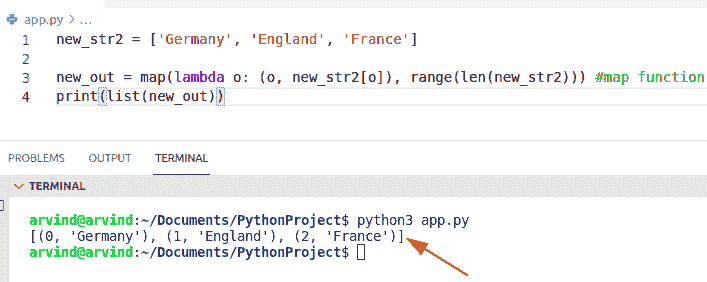 app.py > ...
1 new_str2 = ['Germany', 'England', 'France']
2
3 new_out = map(lambda o: (o, new_str2[o]), range(len(new_str2))) #map function
4 print(list(new_out))
PROBLEMS OUTPUT TERMINAL
TERMINAL
arvind@arvind:~/Documents/PythonProject$ python3 app.py
[(0, 'Germany'), (1, 'England'), (2, 'France')]
arvind@arvind:~/Documents/PythonProject$